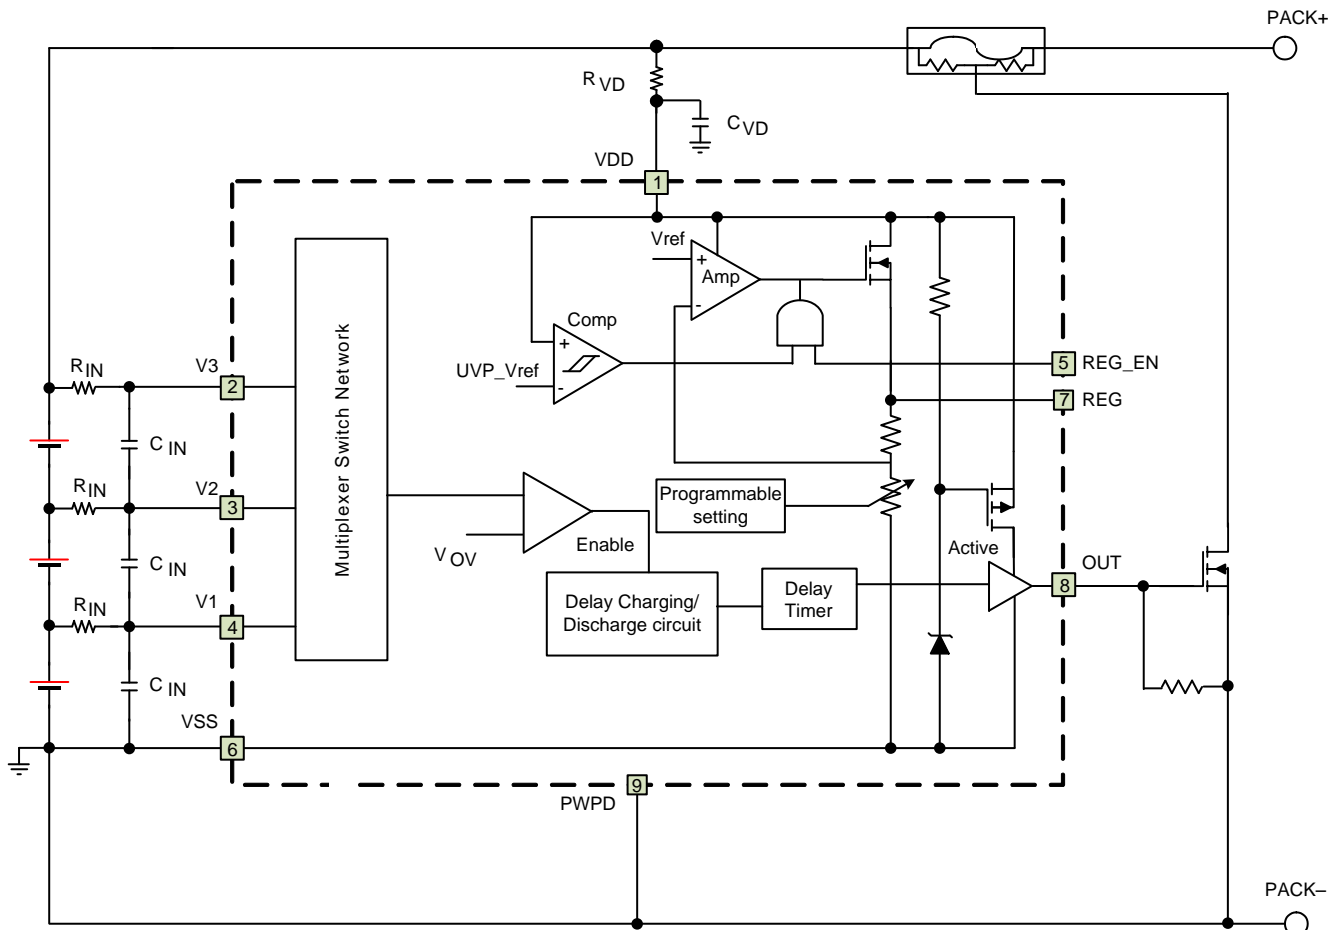 PACK+
R VD
C VD
VDD
1
Vref
+
Amp
-
Comp
+
UVP_Vref
-
5 REG_EN
7 REG
R IN
V3
2
Multiplexer Switch Network
C IN
R IN
V2
3
Programmable
setting
V OV
Enable
Active
OUT
8
C IN
R IN
V1
4
Delay Charging/
Discharge circuit
Delay
Timer
C IN
VSS
6
9
PWPD
PACK–